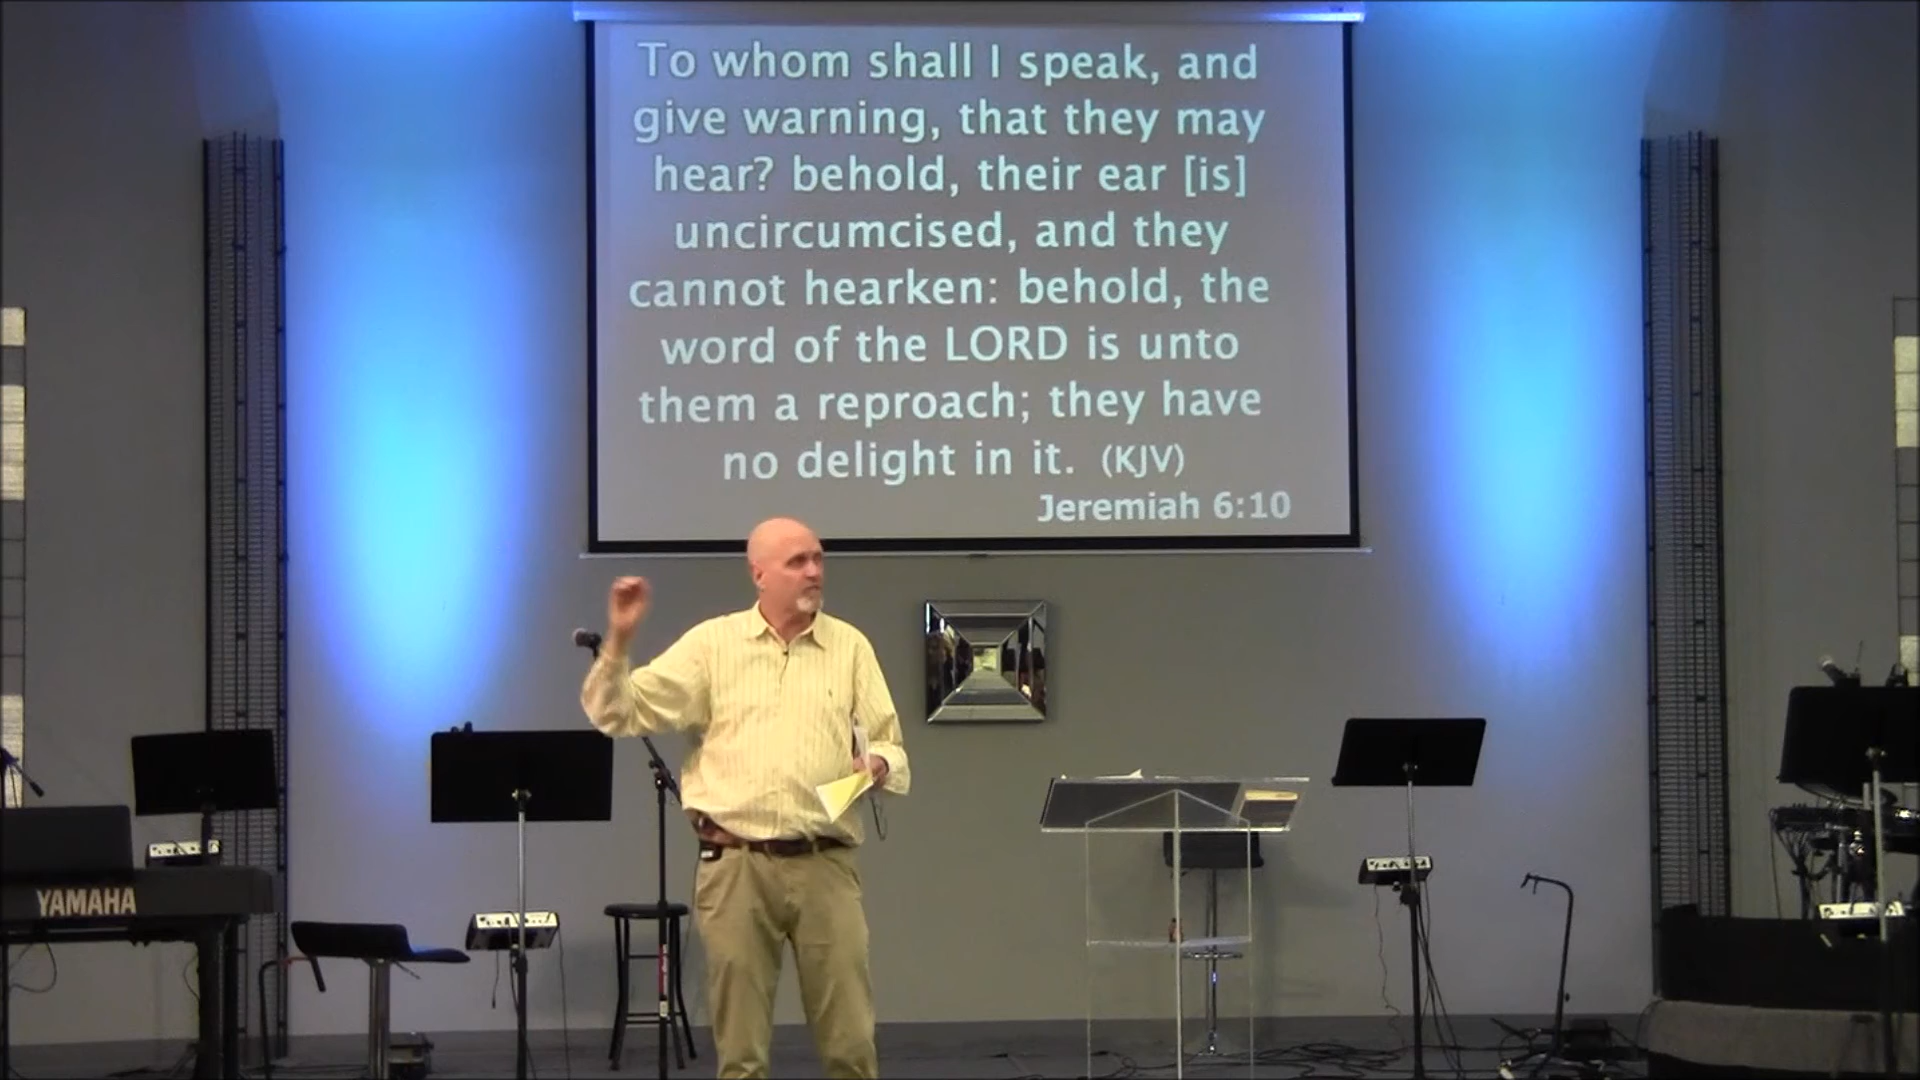 To whom shall I speak, and
give warning, that they may
hear? behold, their ear [is]
uncircumcised, and they
cannot hearken: behold, the
word of the LORD is unto
them a reproach; they have
no delight in it. (KJV)
Jeremiah 6:10
YAMAHA